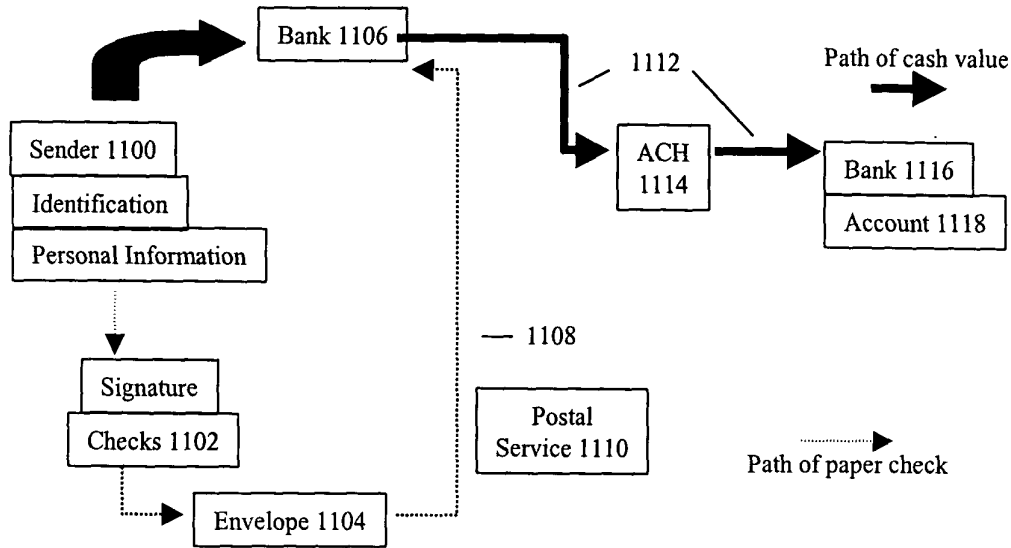 Bank 1106
1112
Path of cash value
Sender 1100
Identification
Personal Information
ACH
1114
Bank 1116
Account 1118
1108
Signature
Checks 1102
Postal
Service 1110
Path of paper check
Envelope 1104